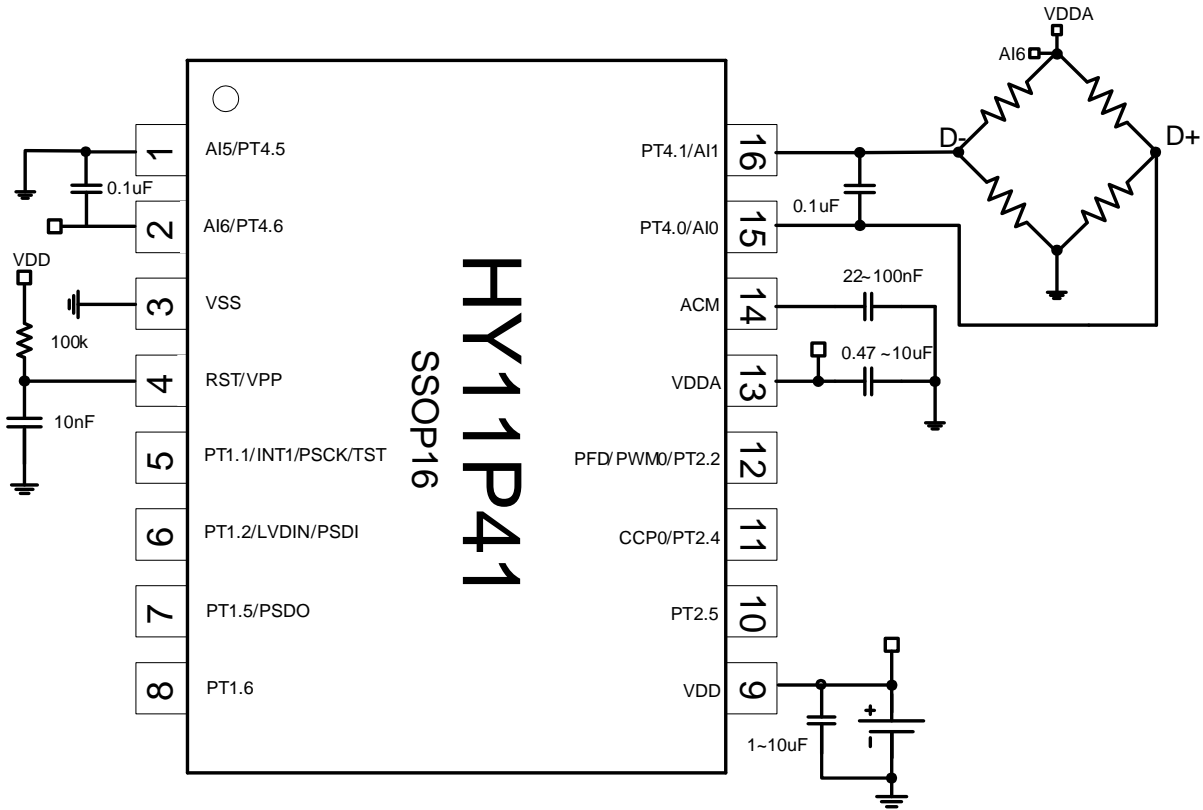 VDDA
AI6
D-
D+
1
AI5/PT4.5
0.1uF
2
AI6/PT4.6
VDD
3
VSS
100k
4
RST/VPP
10nF
5
PT1.1/INT1/PSCK/TST
6
PT1.2/LVDIN/PSDI
7
PT1.5/PSDO
8
PT1.6
HY11P41
SSOP16
PT4.1/AI1
16
0.1uF
PT4.0/AI0
15
22~100nF
ACM
14
0.47 ~10uF
VDDA
13
PFD/PWM0/PT2.2
12
CCP0/PT2.4
11
PT2.5
10
VDD
9
+
-
1~10uF